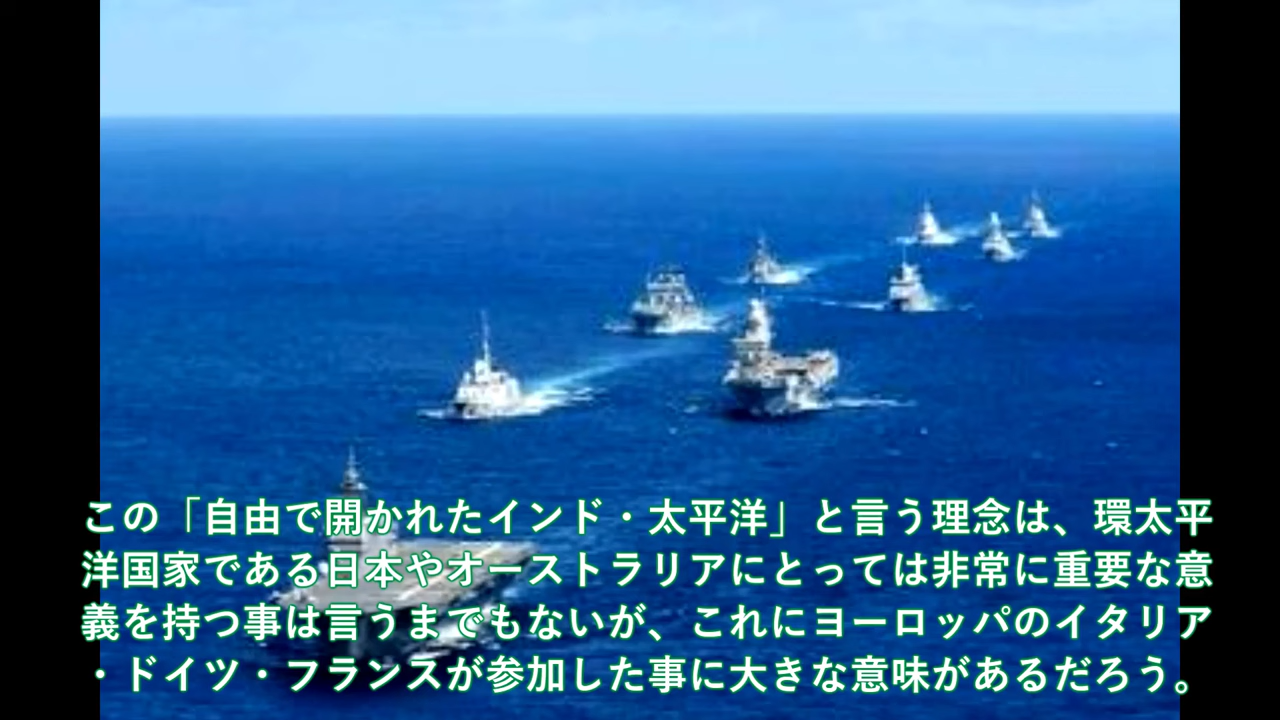 この「自由で開かれたインド・太平洋」と言う理念は、環太平
洋国家である日本やオーストラリアにとっては非常に重要な意
義を持つ事は言うまでもないが、これにヨーロッパのイタリア
・ドイツ・フランスが参加した事に大きな意味があるだろう。